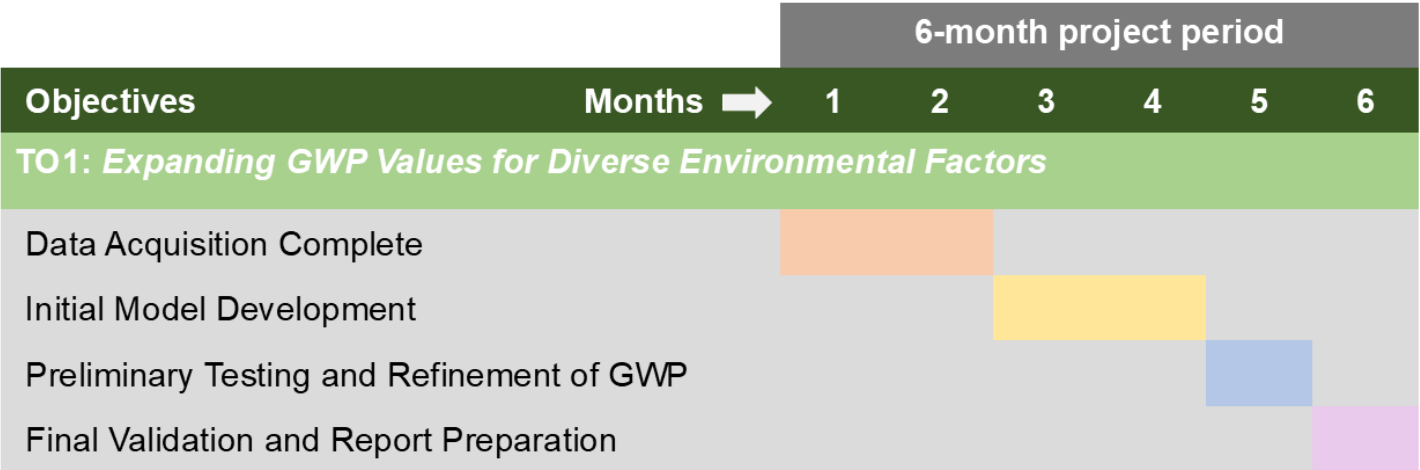 6-month project period
Objectives Months 1 2 3 4 5 6
TO1: Expanding GWP Values for Diverse Environmental Factors
Data Acquisition Complete
Initial Model Development
Preliminary Testing and Refinement of GWP
Final Validation and Report Preparation